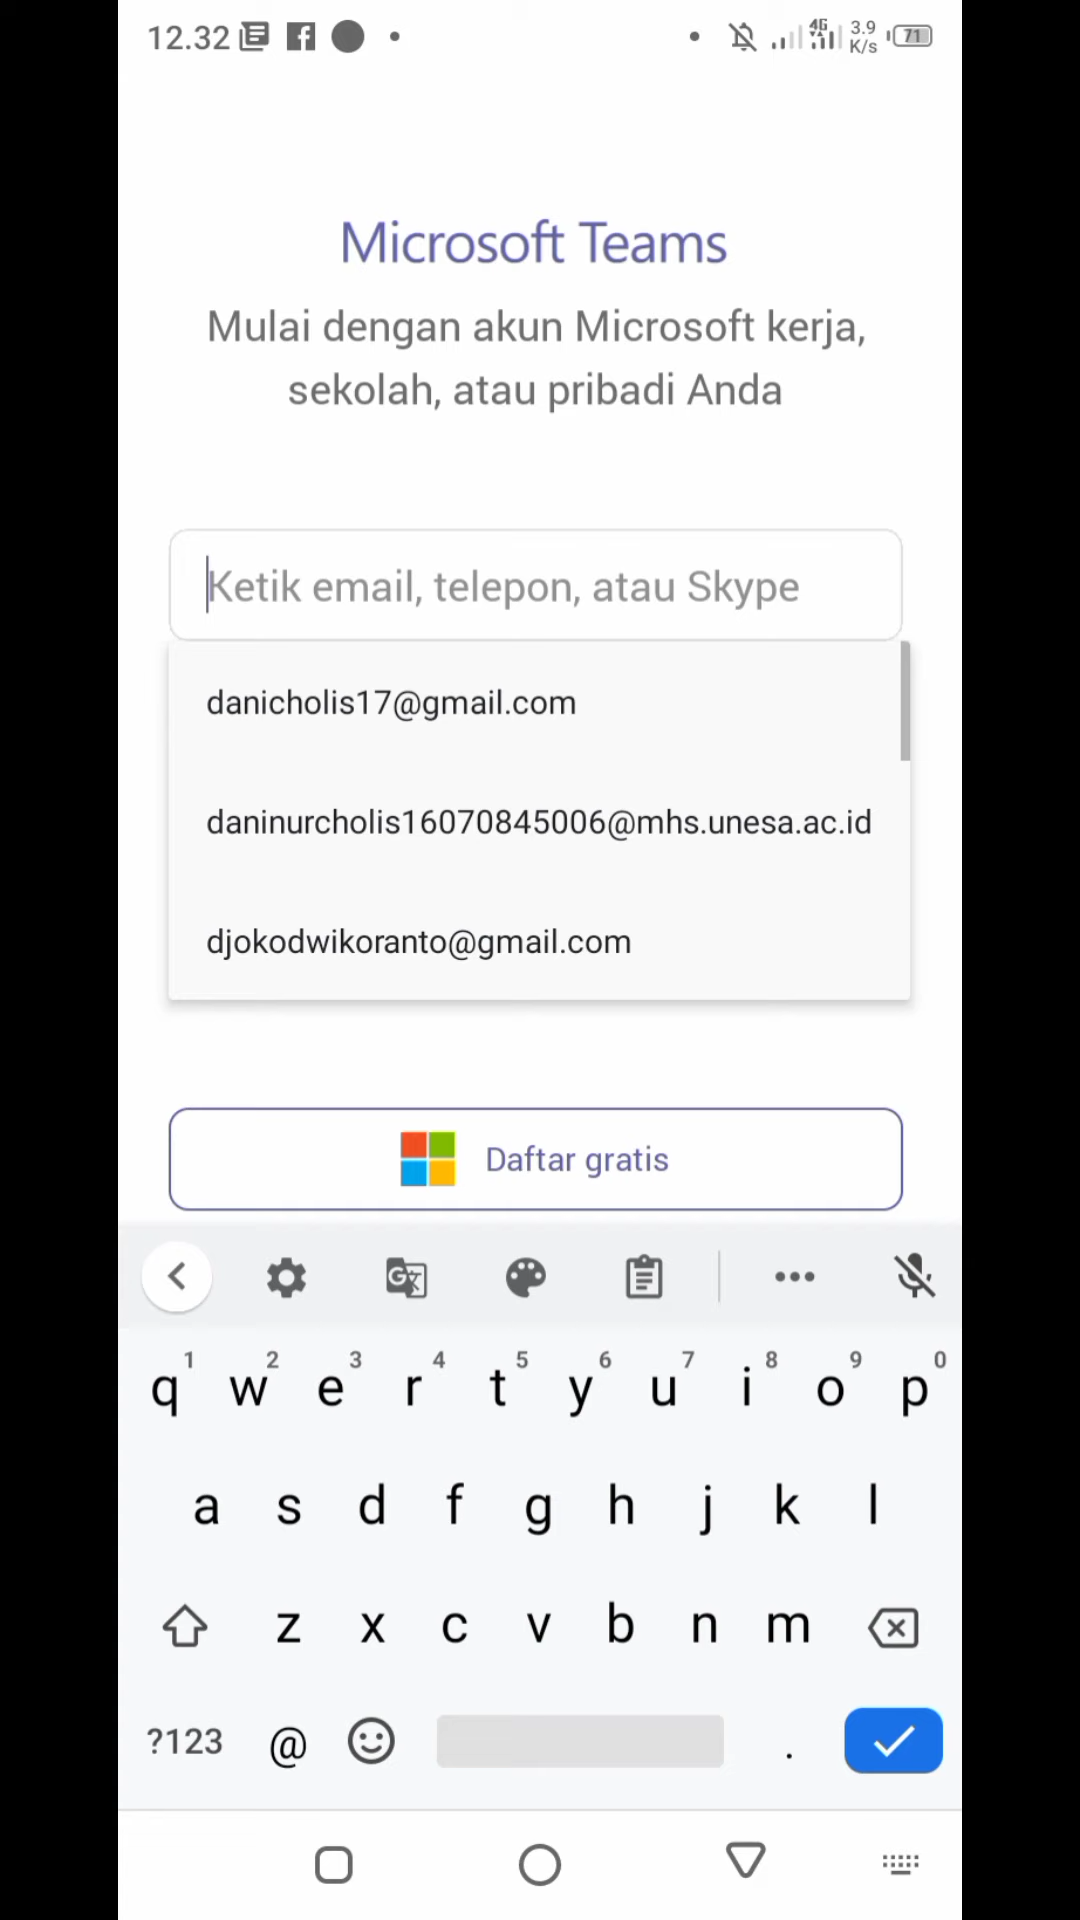 12.32
4G
3.9
K/s
71
Microsoft Teams
Mulai dengan akun Microsoft kerja,
sekolah, atau pribadi Anda
Ketik email, telepon, atau Skype
danicholis17@gmail.com
daninurcholis16070845006@mhs.unesa.ac.id
djokodwikoranto@gmail.com
Daftar gratis
1 2 3 4 5 6 7 8 9 0
q w e r t y u i o p
a s d f g h j k l
z x c v b n m
?123 @ .